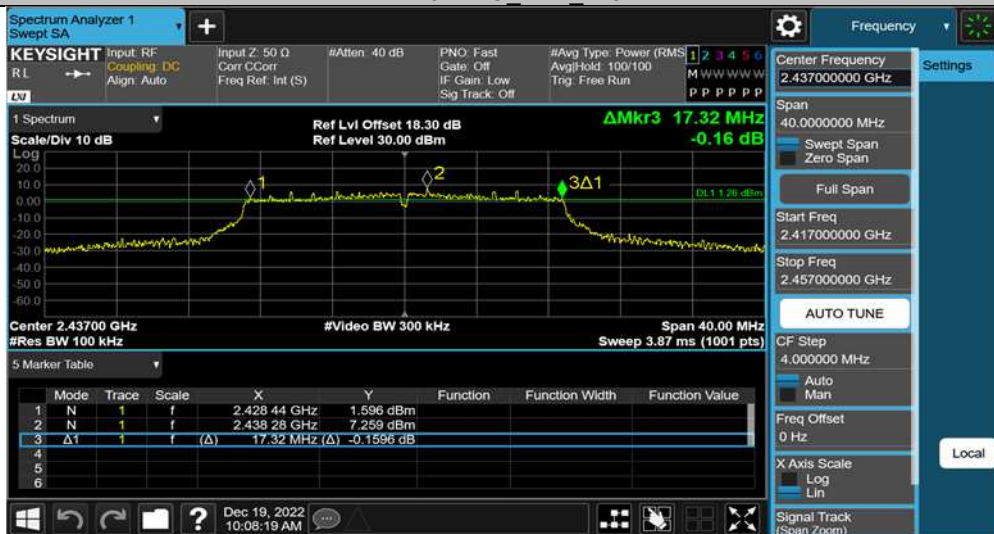 Spectrum Analyzer 1
Swept SA
+
Frequency
KEYSIGHT
RL
LXI
Input: RF
Coupling: DC
Align: Auto
Input Z: 50 Ω
Corr CCorr
Freq Ref: Int (S)
#Atten: 40 dB
PNO: Fast
Gate: Off
IF Gain: Low
Sig Track: Off
#Avg Type: Power (RMS
Avg|Hold: 100/100
Trig: Free Run
1 2 3 4 5 6
M W W W W W
P P P P P P
1 Spectrum
Scale/Div 10 dB
Ref Lvl Offset 18.30 dB
Ref Level 30.00 dBm
ΔMkr3 17.32 MHz
-0.16 dB
Log
20.0
10.0
0.00
-10.0
-20.0
-30.0
-40.0
-50.0
-60.0
1
2
3Δ1
DL1 1.26 dBm
Center 2.43700 GHz
#Res BW 100 kHz
#Video BW 300 kHz
Span 40.00 MHz
Sweep 3.87 ms (1001 pts)
5 Marker Table
Mode Trace Scale X Y Function Function Width Function Value
1 N 1 f 2.428 44 GHz 1.596 dBm
2 N 1 f 2.438 28 GHz 7.259 dBm
3 Δ1 1 f (Δ) 17.32 MHz (Δ) -0.1596 dB
4
5
6
?
Dec 19, 2022
10:08:19 AM
Center Frequency
2.437000000 GHz
Span
40.0000000 MHz
Swept Span
Zero Span
Full Span
Start Freq
2.417000000 GHz
Stop Freq
2.457000000 GHz
AUTO TUNE
CF Step
4.000000 MHz
Auto
Man
Freq Offset
0 Hz
X Axis Scale
Log
Lin
Signal Track
(Span Zoom)
Settings
Local